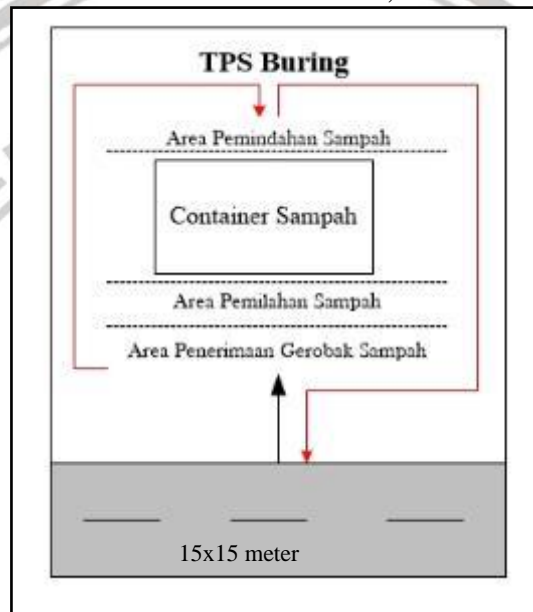 TPS Buring
Area Pemindahan Sampah
Container Sampah
Area Pemilahan Sampah
Area Penerimaan Gerobak Sampah
15x15 meter